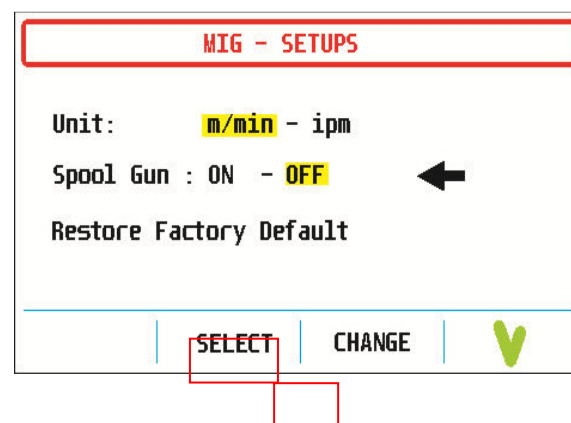 MIG - SETUPS
Unit: m/min - ipm
Spool Gun : ON - OFF
Restore Factory Default
SELECT CHANGE